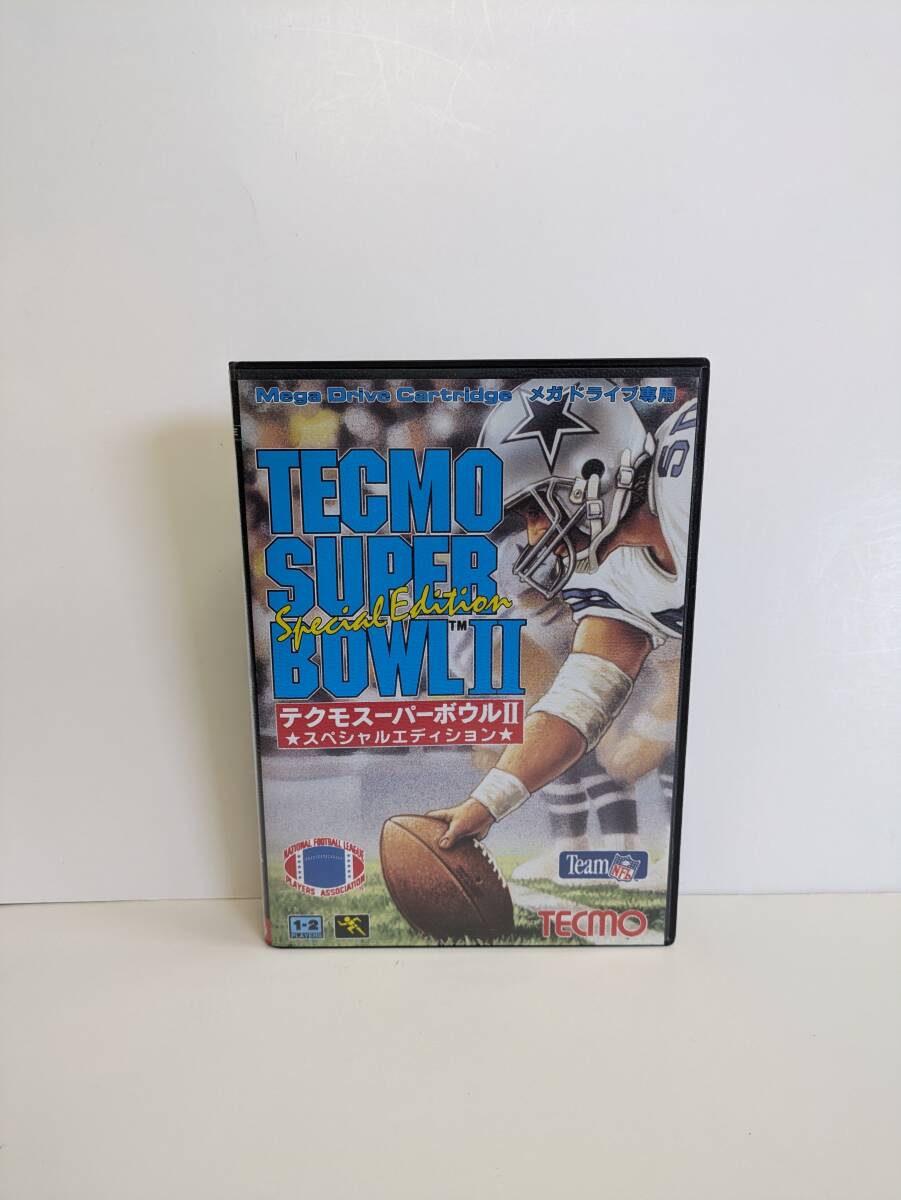 Mega Drive Cartridge メガドライブ専用
TECMO
SUPER
Special Edition
BOWL™ II
テクモスーパーボウルII
★スペシャルエディション★
NATIONAL FOOTBALL LEAGUE
PLAYERS ASSOCIATION
Team NFL
1-2
PLAYERS
TECMO